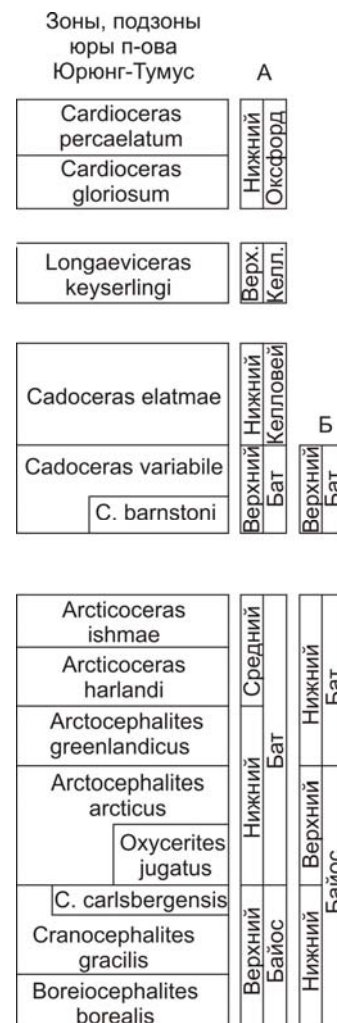 Зоны, подзоны
юры п-ова
Юрюнг-Тумус
А
Cardioceras
percaelatum
Cardioceras
gloriosum
Нижний
Оксфорд
Longaeviceras
keyserlingi
Верх.
Келл.
Cadoceras elatmae
Нижний
Келловей
Б
Cadoceras variabile
C. barnstoni
Верхний
Бат
Верхний
Бат
Arcticoceras
ishmae
Arcticoceras
harlandi
Средний
Arctocephalites
greenlandicus
Arctocephalites
arcticus
Oxycerites
jugatus
Нижний
Бат
C. carlsbergensis
Cranocephalites
gracilis
Boreiocephalites
borealis
Верхний
Байос
Нижний
Бат
Верхний
Нижний
Байос